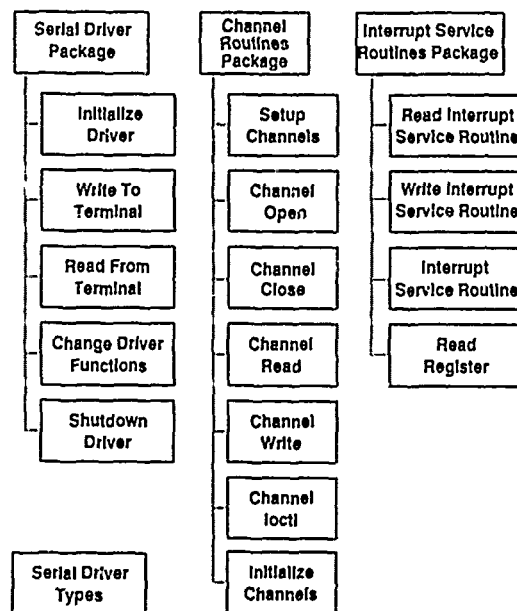 Serial Driver
Package
Initialize
Driver
Write To
Terminal
Read From
Terminal
Change Driver
Functions
Shutdown
Driver
Serial Driver
Types
Channel
Routines
Package
Setup
Channels
Channel
Open
Channel
Close
Channel
Read
Channel
Write
Channel
Ioctl
Initialize
Channels
Interrupt Service
Routines Package
Read Interrupt
Service Routine
Write Interrupt
Service Routine
Interrupt
Service Routine
Read
Register